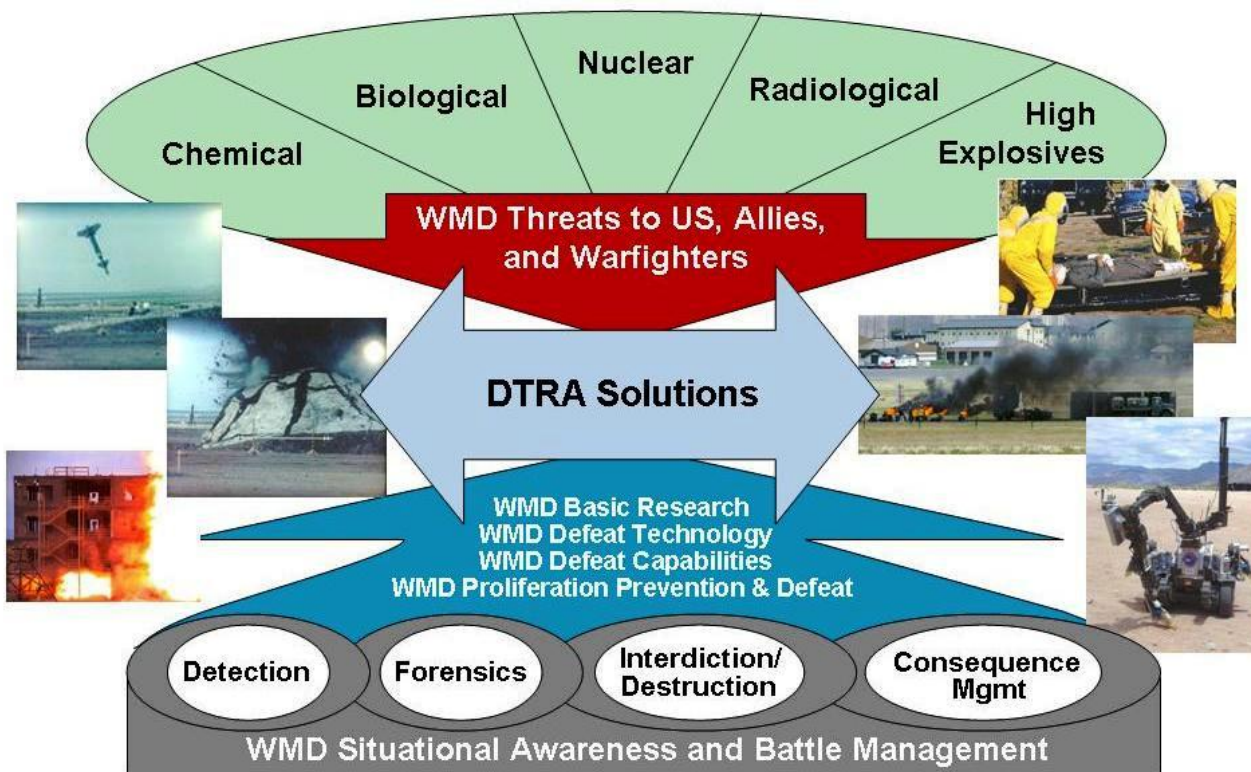 Chemical
Biological
Nuclear
Radiological
High
Explosives
WMD Threats to US, Allies,
and Warfighters
DTRA Solutions
WMD Basic Research
WMD Defeat Technology
WMD Defeat Capabilities
WMD Proliferation Prevention & Defeat
Detection
Forensics
Interdiction/
Destruction
Consequence
Mgmt
WMD Situational Awareness and Battle Management